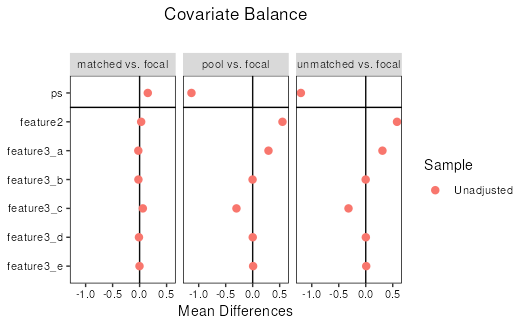 Covariate Balance
matched vs. focal
pool vs. focal
unmatched vs. focal
ps
feature2
feature3_a
feature3_b
feature3_c
feature3_d
feature3_e
-1.0 -0.5 0.0 0.5
-1.0 -0.5 0.0 0.5
-1.0 -0.5 0.0 0.5
Mean Differences
Sample
Unadjusted